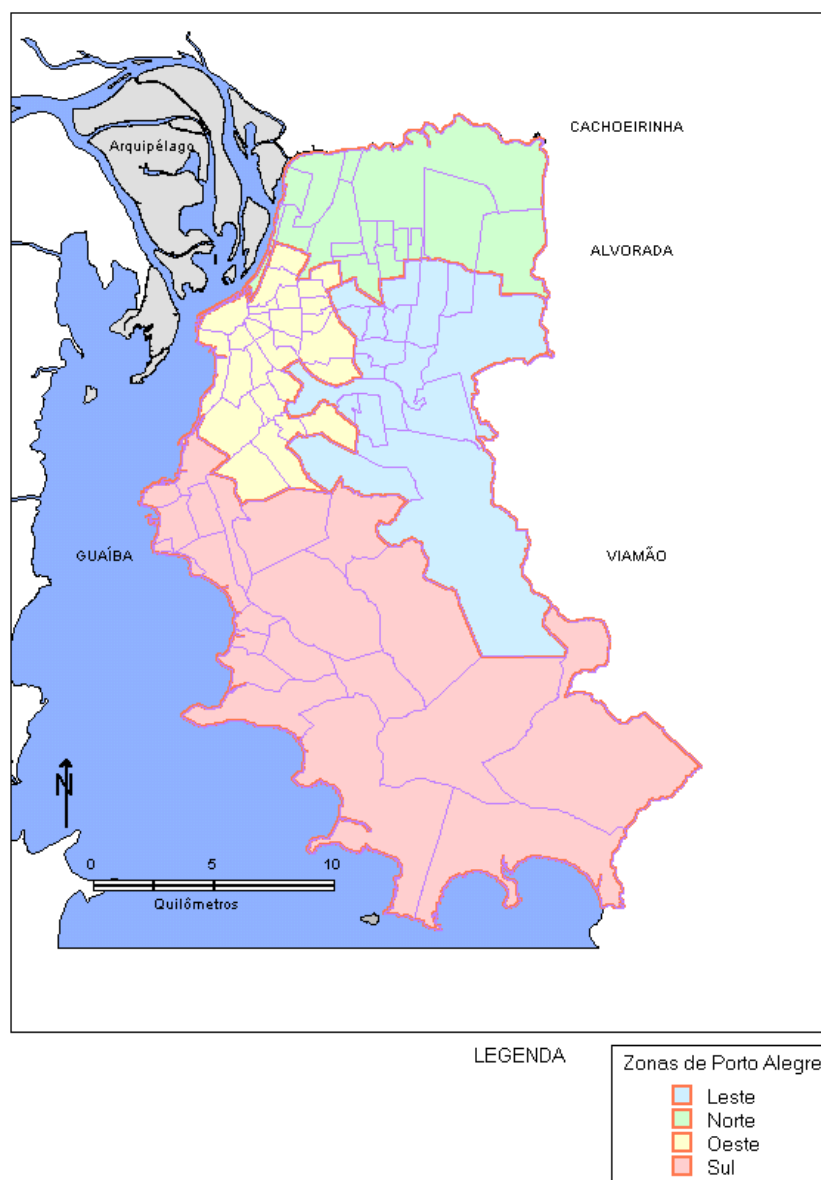 CACHOEIRINHA
Arquipélago
ALVORADA
GUAÍBA
VIAMÃO
N
0 5 10
Quilômetros
LEGENDA
Zonas de Porto Alegre
Leste
Norte
Oeste
Sul